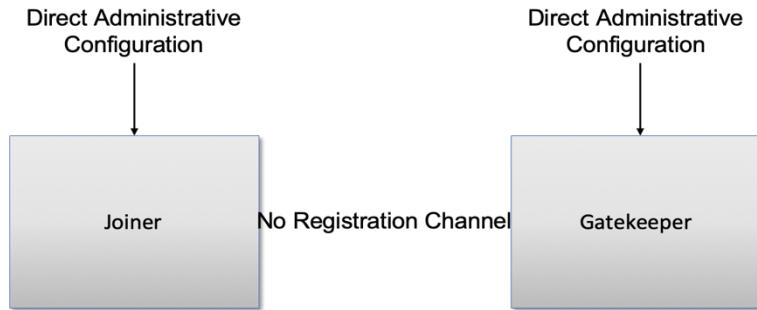 Direct Administrative
Configuration
Direct Administrative
Configuration
Joiner
No Registration Channel
Gatekeeper